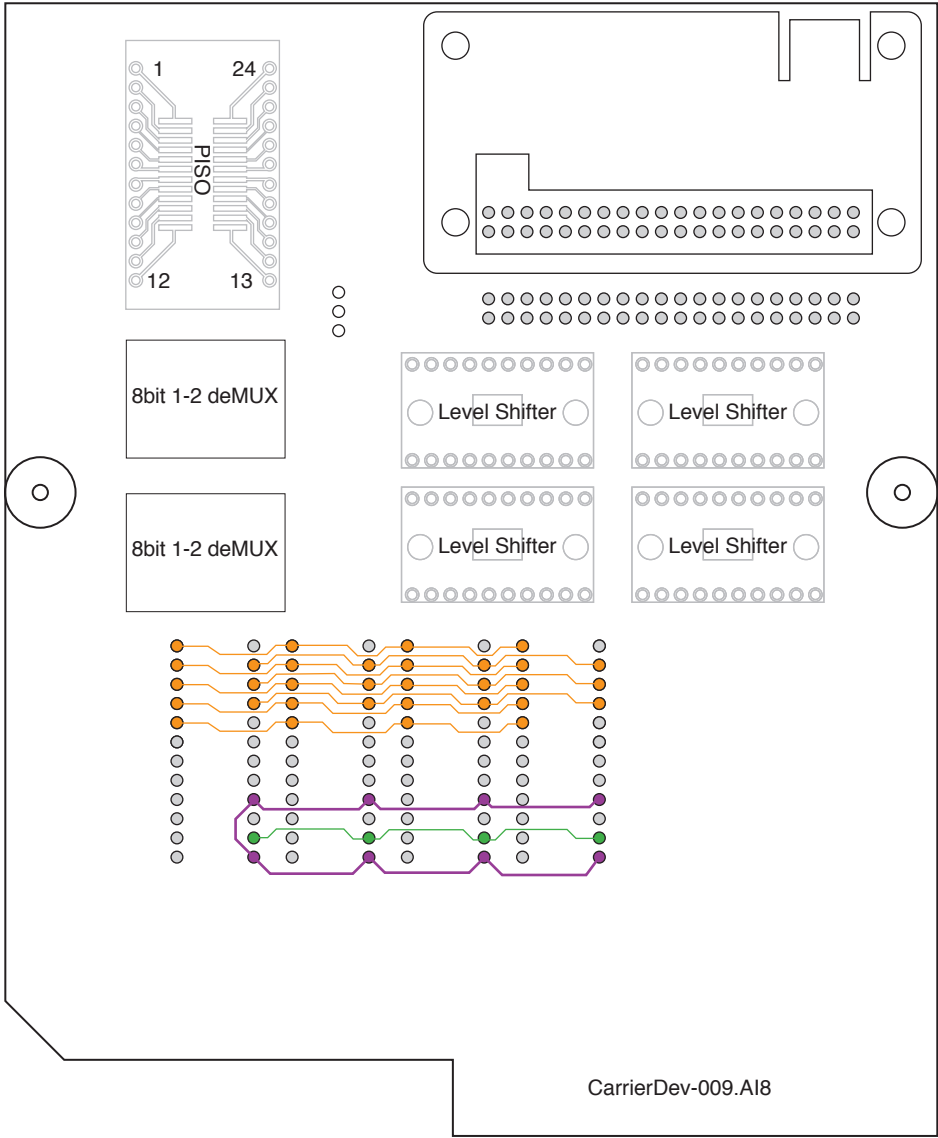 1 24
PISO
12 13
8bit 1-2 deMUX
Level Shifter Level Shifter
8bit 1-2 deMUX
Level Shifter Level Shifter
CarrierDev-009.AI8